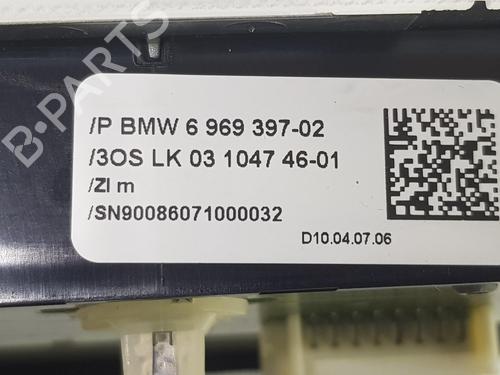 B-PARTS
/P BMW 6 969 397-02
/3OS LK 03 1047 46-01
/ZI m
/SN90086071000032
D10.04.07.06